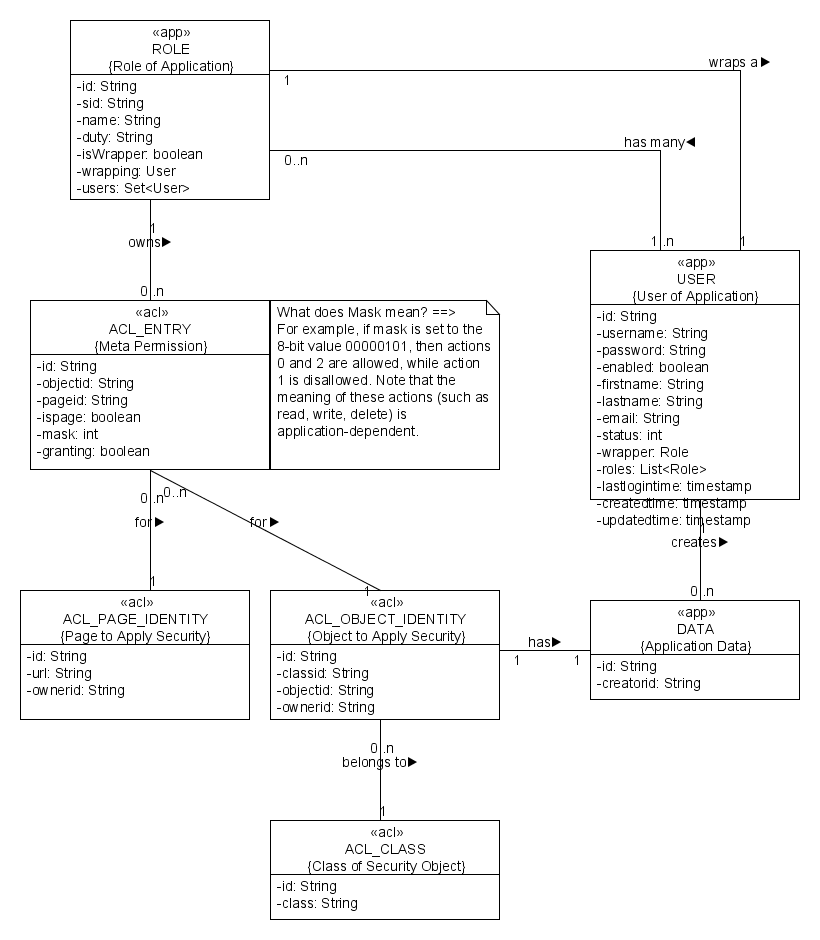 «app»
ROLE
{Role of Application}
-id: String
-sid: String
-name: String
-duty: String
-isWrapper: boolean
-wrapping: User
-users: Set<User>
wraps a
1
has many
0..n
1
owns
0..n
1..n
1
«app»
USER
{User of Application}
-id: String
-username: String
-password: String
-enabled: boolean
-firstname: String
-lastname: String
-email: String
-status: int
-wrapper: Role
-roles: List<Role>
-lastlogintime: timestamp
-createdtime: timestamp
-updatedtime: timestamp
«acl»
ACL_ENTRY
{Meta Permission}
-id: String
-objectid: String
-pageid: String
-ispage: boolean
-mask: int
-granting: boolean
What does Mask mean? ==>
For example, if mask is set to the
8-bit value 00000101, then actions
0 and 2 are allowed, while action
1 is disallowed. Note that the
meaning of these actions (such as
read, write, delete) is
application-dependent.
0..n
0..n
for
for
1
1
1
creates
0..n
«acl»
ACL_PAGE_IDENTITY
{Page to Apply Security}
-id: String
-url: String
-ownerid: String
«acl»
ACL_OBJECT_IDENTITY
{Object to Apply Security}
-id: String
-classid: String
-objectid: String
-ownerid: String
has
1
1
«app»
DATA
{Application Data}
-id: String
-creatorid: String
0..n
belongs to
1
«acl»
ACL_CLASS
{Class of Security Object}
-id: String
-class: String